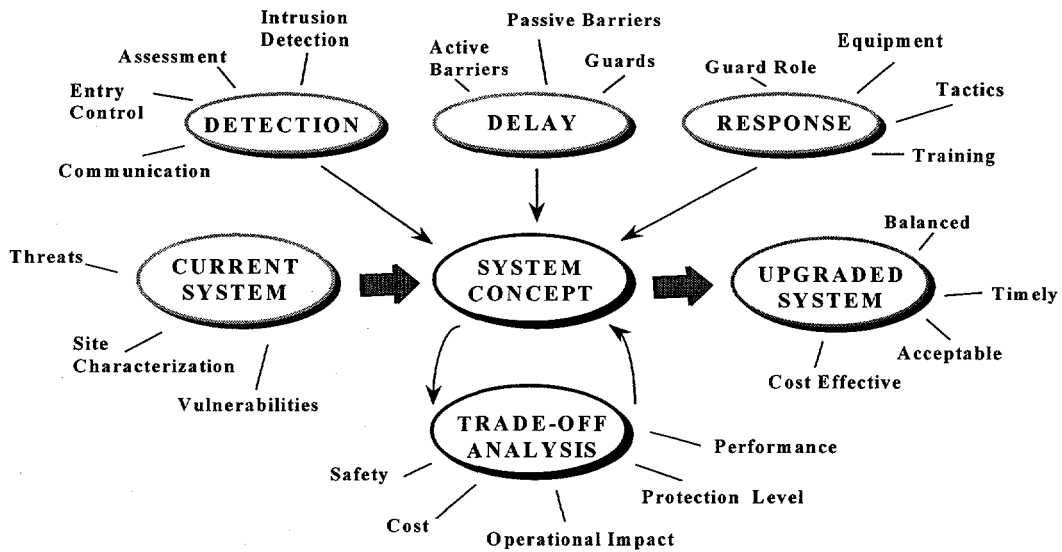 Intrusion
Detection
Assessment
Entry
Control
Communication
DETECTION
Passive Barriers
Active
Barriers
Guards
DELAY
Equipment
Guard Role
Tactics
Training
RESPONSE
Threats
CURRENT
SYSTEM
Site
Characterization
Vulnerabilities
SYSTEM
CONCEPT
Balanced
UPGRADED
SYSTEM
Timely
Acceptable
Cost Effective
TRADE-OFF
ANALYSIS
Performance
Safety
Protection Level
Cost
Operational Impact